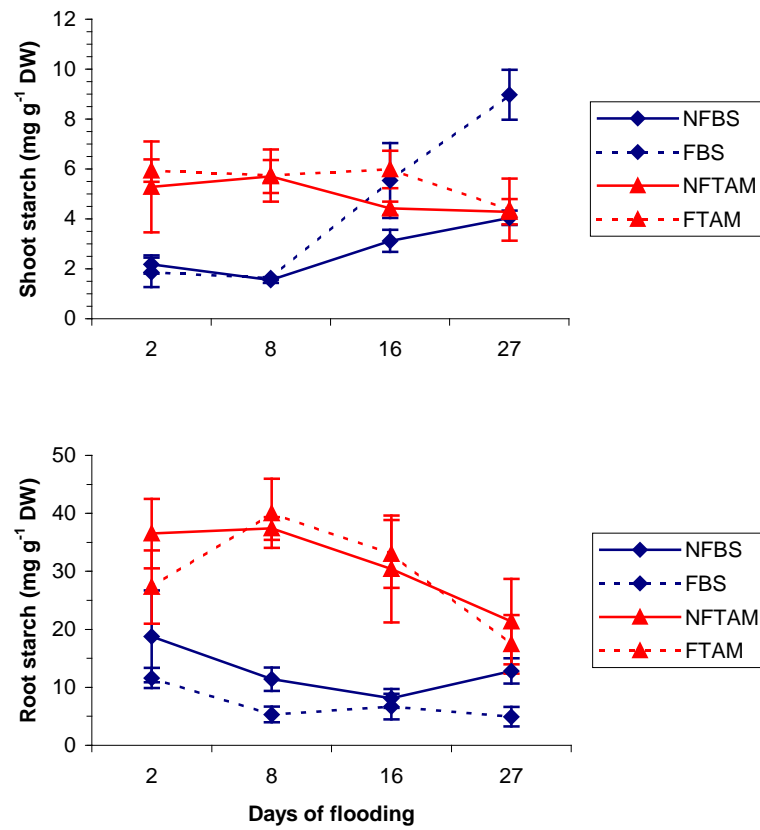 Shoot starch (mg g⁻¹ DW)
12
10
8
6
4
2
0
2 8 16 27
NFBS
FBS
NFTAM
FTAM
Root starch (mg g⁻¹ DW)
50
40
30
20
10
0
2 8 16 27
Days of flooding
NFBS
FBS
NFTAM
FTAM